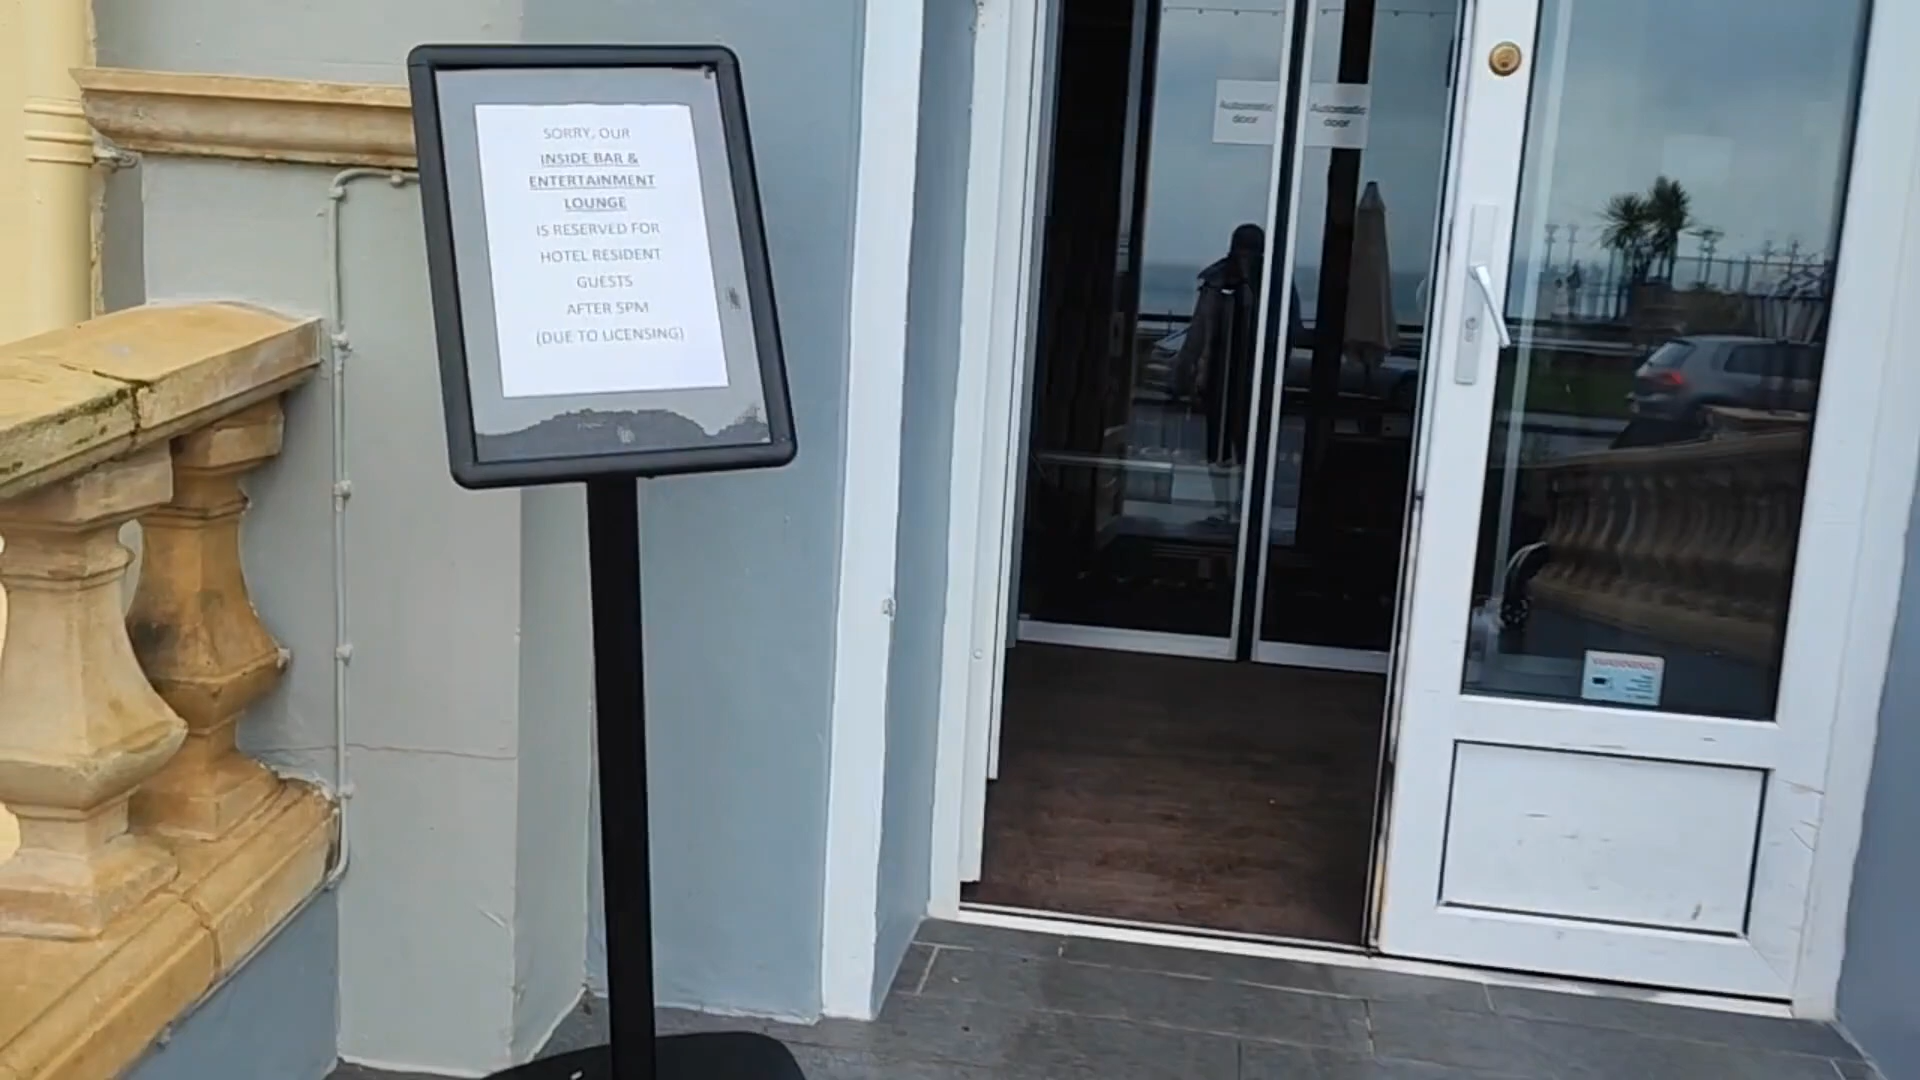 SORRY, OUR
INSIDE BAR &
ENTERTAINMENT
LOUNGE
IS RESERVED FOR
HOTEL RESIDENT
GUESTS
AFTER 5PM
(DUE TO LICENSING)
Automatic
door
Automatic
door
WARNING